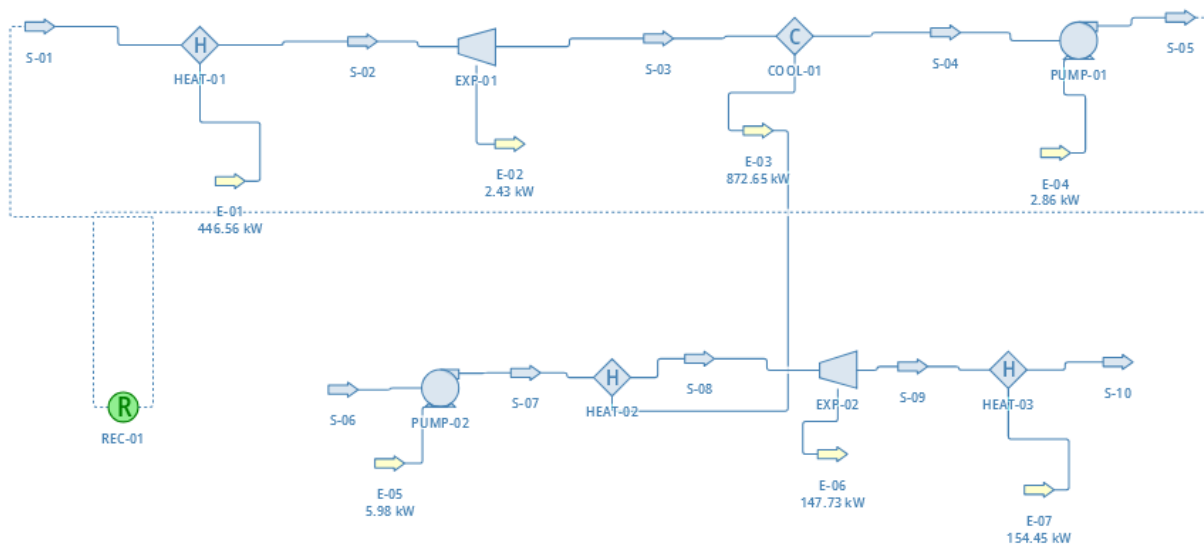 H
C
S-01
S-02
S-03
S-04
S-05
HEAT-01
EXP-01
COOL-01
PUMP-01
E-02
2.43 kW
E-03
872.65 kW
E-04
2.86 kW
E-01
446.56 kW
R
REC-01
H
H
S-06
S-07
S-08
S-09
S-10
PUMP-02
HEAT-02
EXP-02
HEAT-03
E-05
5.98 kW
E-06
147.73 kW
E-07
154.45 kW